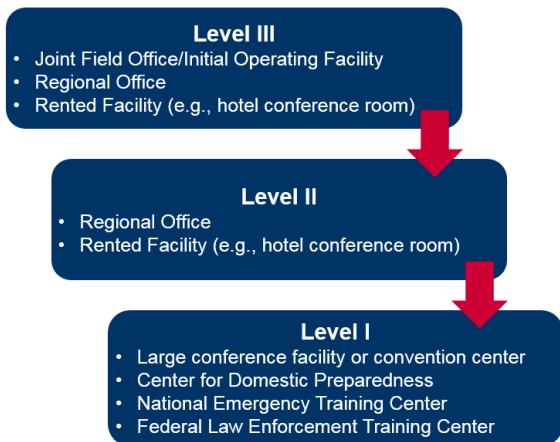 Level III
• Joint Field Office/Initial Operating Facility
• Regional Office
• Rented Facility (e.g., hotel conference room)
Level II
• Regional Office
• Rented Facility (e.g., hotel conference room)
Level I
• Large conference facility or convention center
• Center for Domestic Preparedness
• National Emergency Training Center
• Federal Law Enforcement Training Center